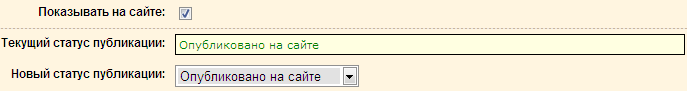 Показывать на сайте:
Текущий статус публикации: Опубликовано на сайте
Новый статус публикации: Опубликовано на сайте